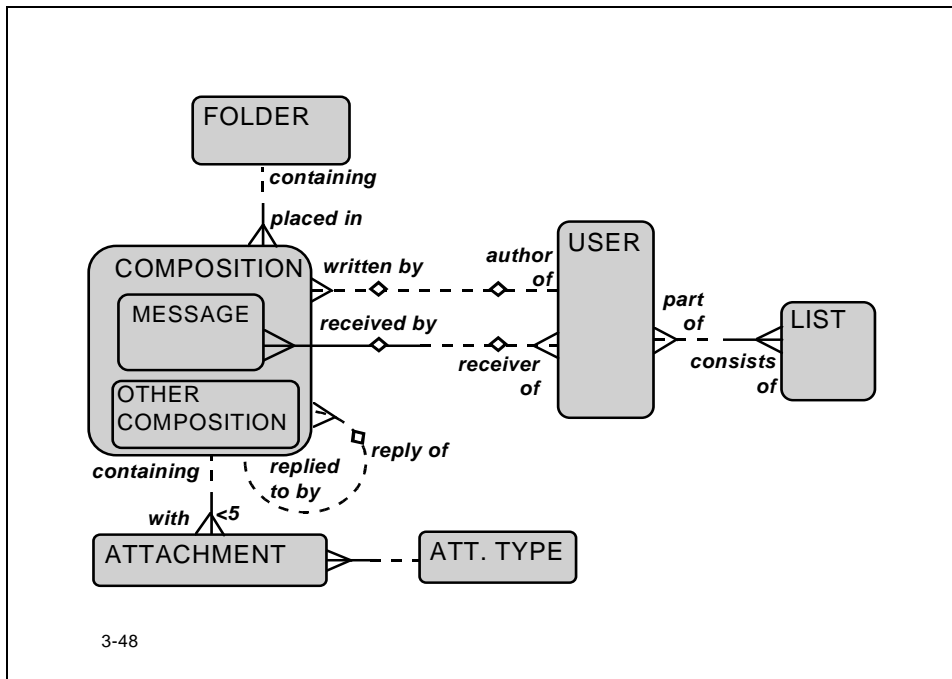 FOLDER
containing
placed in
COMPOSITION
written by
author
of
USER
MESSAGE
received by
receiver
of
part
of
LIST
consists
of
OTHER
COMPOSITION
reply of
replied
to by
containing
with
<5
ATTACHMENT
ATT. TYPE
3-48